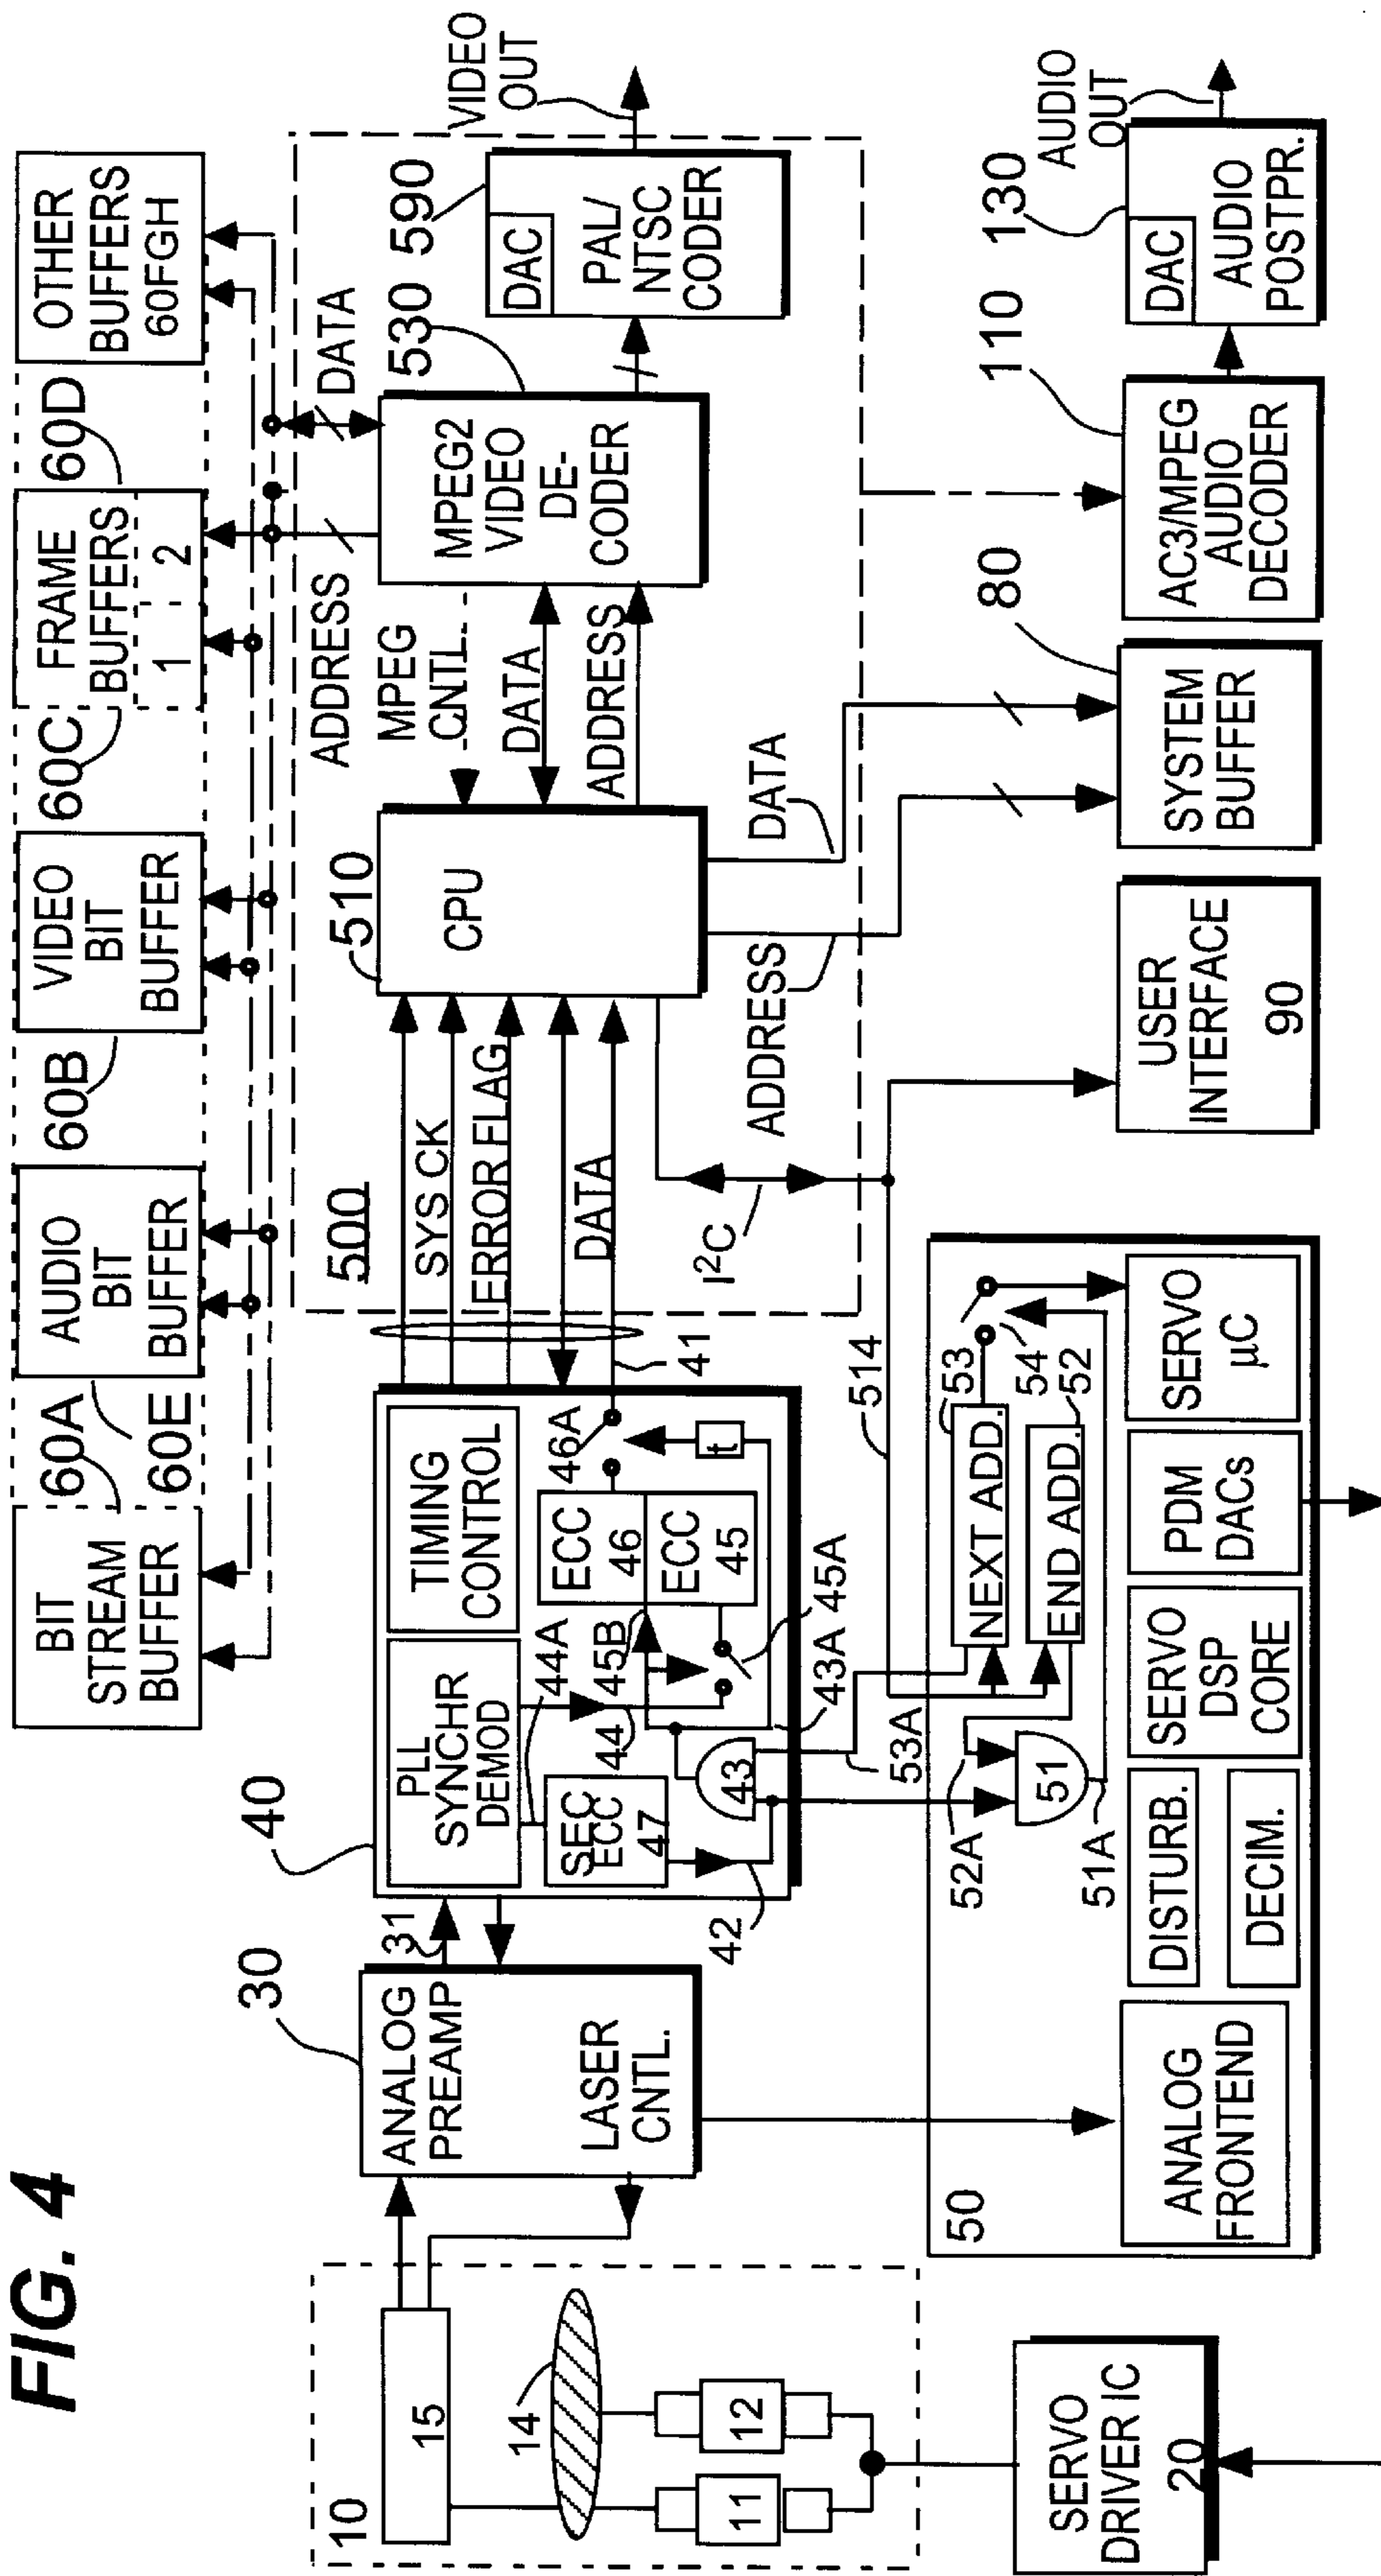 FIG. 4
BIT
STREAM
BUFFER
60A
60E
AUDIO
BIT
BUFFER
60B
VIDEO
BIT
BUFFER
60C
FRAME
BUFFERS
1
2
60D
OTHER
BUFFERS
60FGH
10
15
14
11
12
SERVO
DRIVER IC
20
30
ANALOG
PREAMP
LASER
CNTL.
31
40
PLL
SYNCHR
DEMOD
TIMING
CONTROL
44A
SEC
ECC
47
44
45B
ECC
46
ECC
45
46A
45A
43
43A
t
42
41
53A
500
SYS CK
ERROR FLAG
DATA
I²C
514
510
CPU
ADDRESS
MPEG
CNTL
DATA
ADDRESS
DATA
530
MPEG2
VIDEO
DE-
CODER
590
DAC
PAL/
NTSC
CODER
VIDEO
OUT
ADDRESS
DATA
50
ANALOG
FRONTEND
DISTURB.
DECIM.
SERVO
DSP
CORE
PDM
DACs
SERVO
µC
52A
51
51A
NEXT ADD.
END ADD.
53
54
52
USER
INTERFACE
90
80
SYSTEM
BUFFER
110
AC3/MPEG
AUDIO
DECODER
130
DAC
AUDIO
POSTPR.
AUDIO
OUT